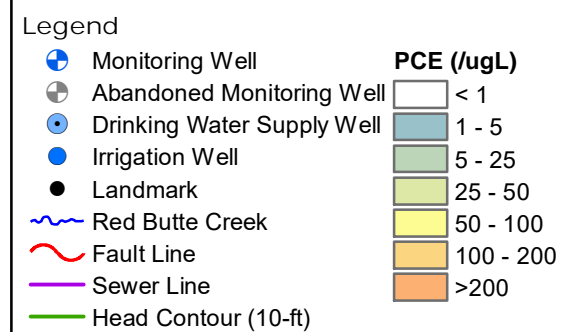 Legend
Monitoring Well
Abandoned Monitoring Well
Drinking Water Supply Well
Irrigation Well
Landmark
Red Butte Creek
Fault Line
Sewer Line
Head Contour (10-ft)
PCE (/ugL)
< 1
1 - 5
5 - 25
25 - 50
50 - 100
100 - 200
>200